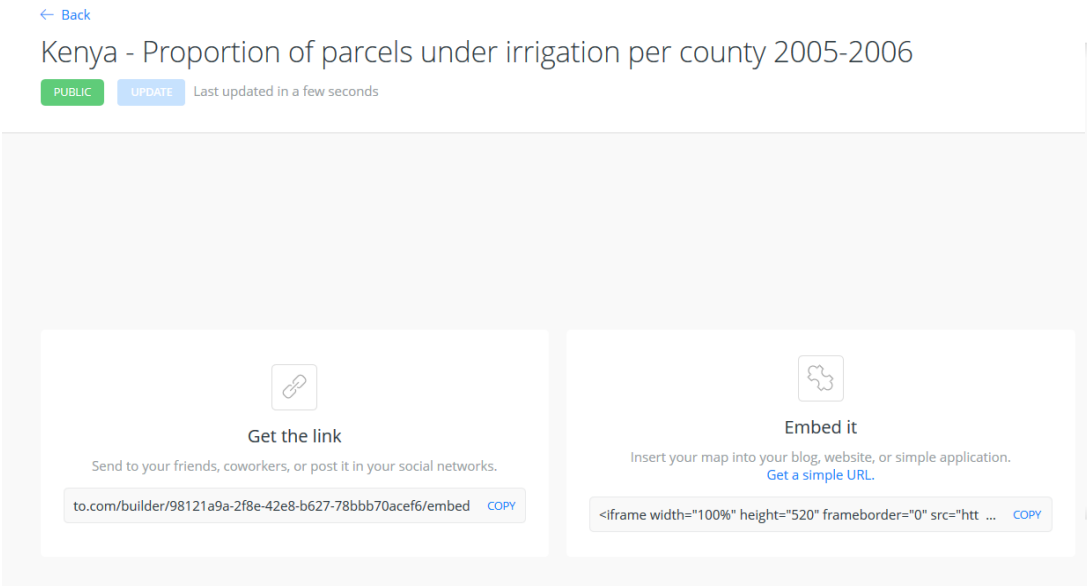 ← Back
Kenya - Proportion of parcels under irrigation per county 2005-2006
PUBLIC UPDATE Last updated in a few seconds
Get the link
Send to your friends, coworkers, or post it in your social networks.
to.com/builder/98121a9a-2f8e-42e8-b627-78bbb70acef6/embed COPY
Embed it
Insert your map into your blog, website, or simple application.
Get a simple URL.
<iframe width="100%" height="520" frameborder="0" src="htt ... COPY